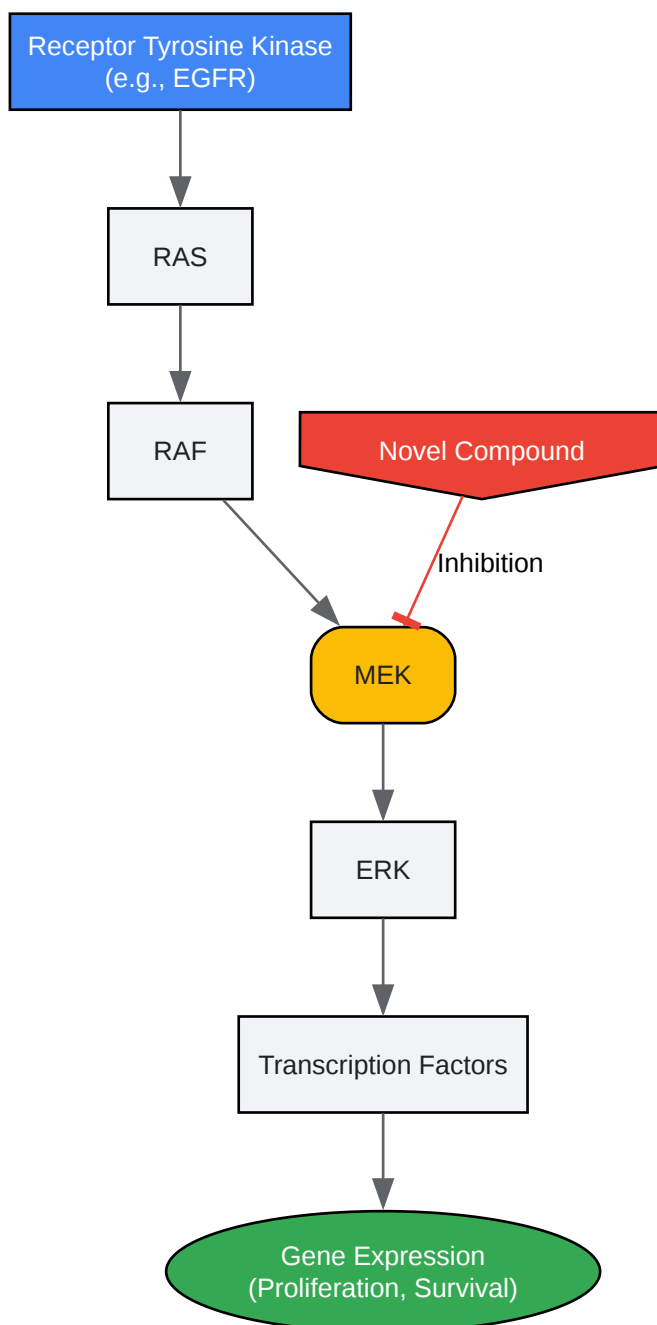 Receptor Tyrosine Kinase
(e.g., EGFR)
RAS
RAF
Novel Compound
Inhibition
MEK
ERK
Transcription Factors
Gene Expression
(Proliferation, Survival)